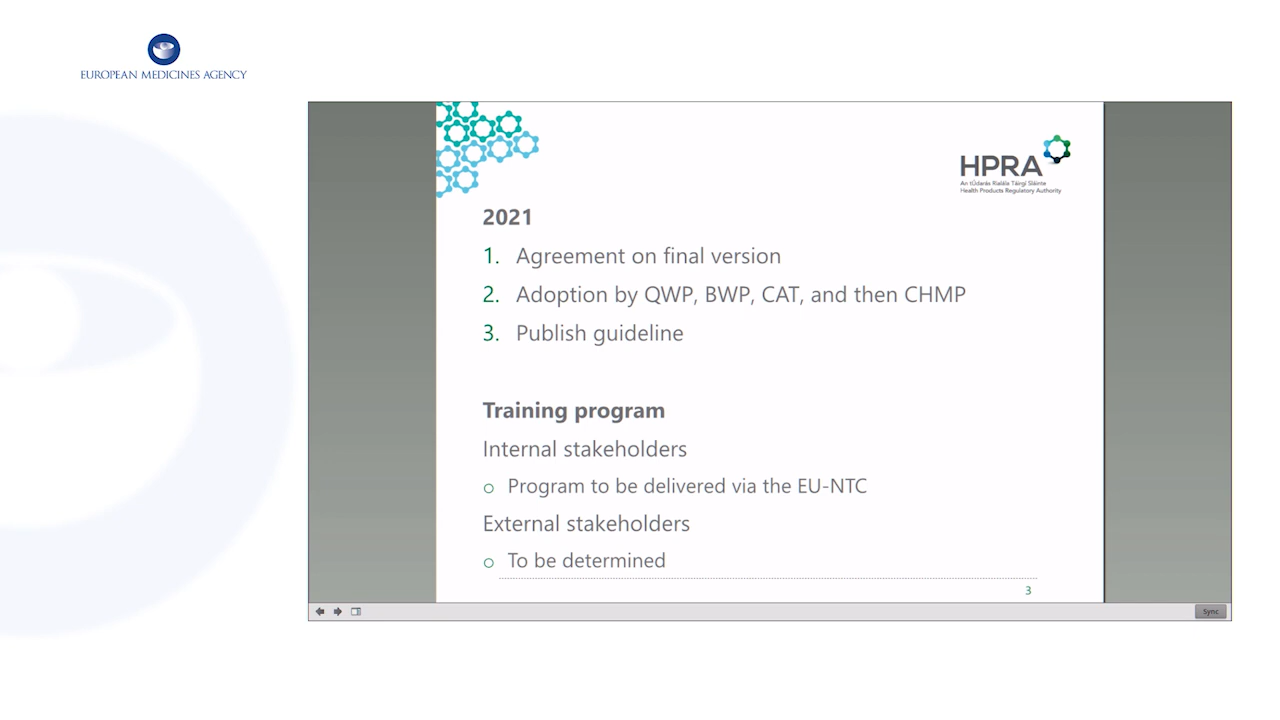 EUROPEAN MEDICINES AGENCY
HPRA
An tÚdarás Rialála Táirgí Sláinte
Health Products Regulatory Authority
2021
1. Agreement on final version
2. Adoption by QWP, BWP, CAT, and then CHMP
3. Publish guideline
Training program
Internal stakeholders
o Program to be delivered via the EU-NTC
External stakeholders
o To be determined
3
Sync